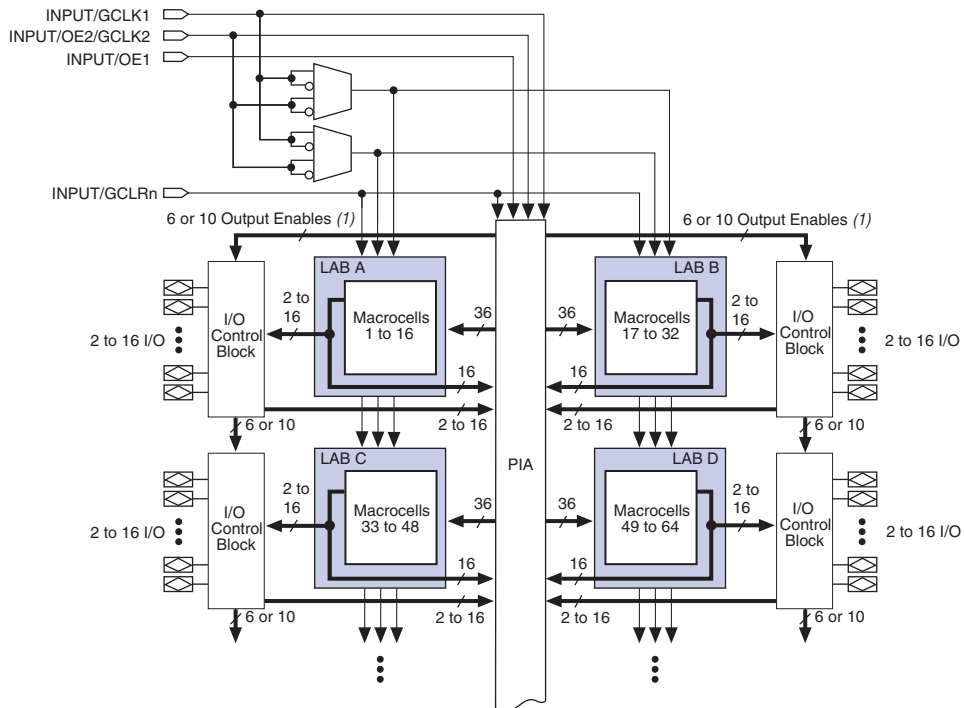 INPUT/GCLK1
INPUT/OE2/GCLK2
INPUT/OE1
INPUT/GCLRn
6 or 10 Output Enables (1)
6 or 10 Output Enables (1)
LAB A
LAB B
2 to 16 I/O
I/O
Control
Block
2 to
16
Macrocells
1 to 16
36
36
Macrocells
17 to 32
2 to
16
I/O
Control
Block
2 to 16 I/O
16
16
6 or 10
2 to 16
2 to 16
6 or 10
PIA
LAB C
LAB D
2 to 16 I/O
I/O
Control
Block
2 to
16
Macrocells
33 to 48
36
36
Macrocells
49 to 64
2 to
16
I/O
Control
Block
2 to 16 I/O
16
16
6 or 10
2 to 16
2 to 16
6 or 10